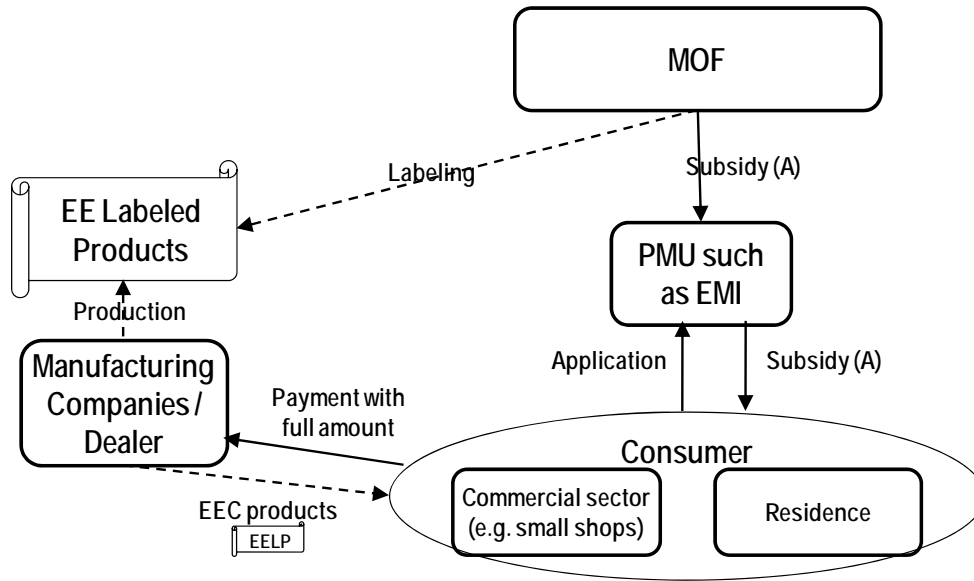 MOF
Labeling
Subsidy (A)
EE Labeled
Products
PMU such
as EMI
Production
Application
Subsidy (A)
Manufacturing
Companies /
Dealer
Payment with
full amount
Consumer
Commercial sector
(e.g. small shops)
Residence
EEC products
EELP